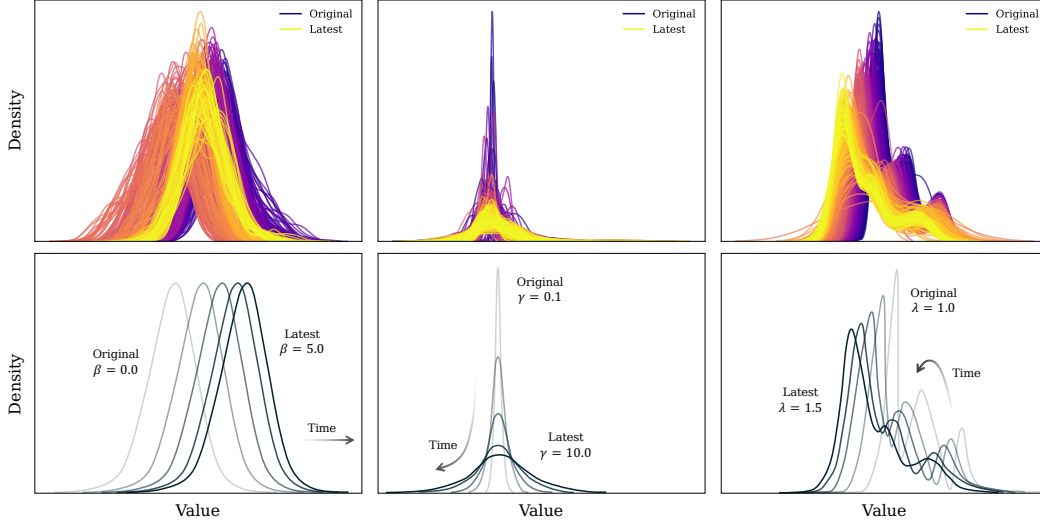 Original
Latest
Original
Latest
Original
Latest
Density
Original
β = 0.0
Latest
β = 5.0
Time
Original
γ = 0.1
Time
Latest
γ = 10.0
Original
λ = 1.0
Time
Latest
λ = 1.5
Density
Value
Value
Value